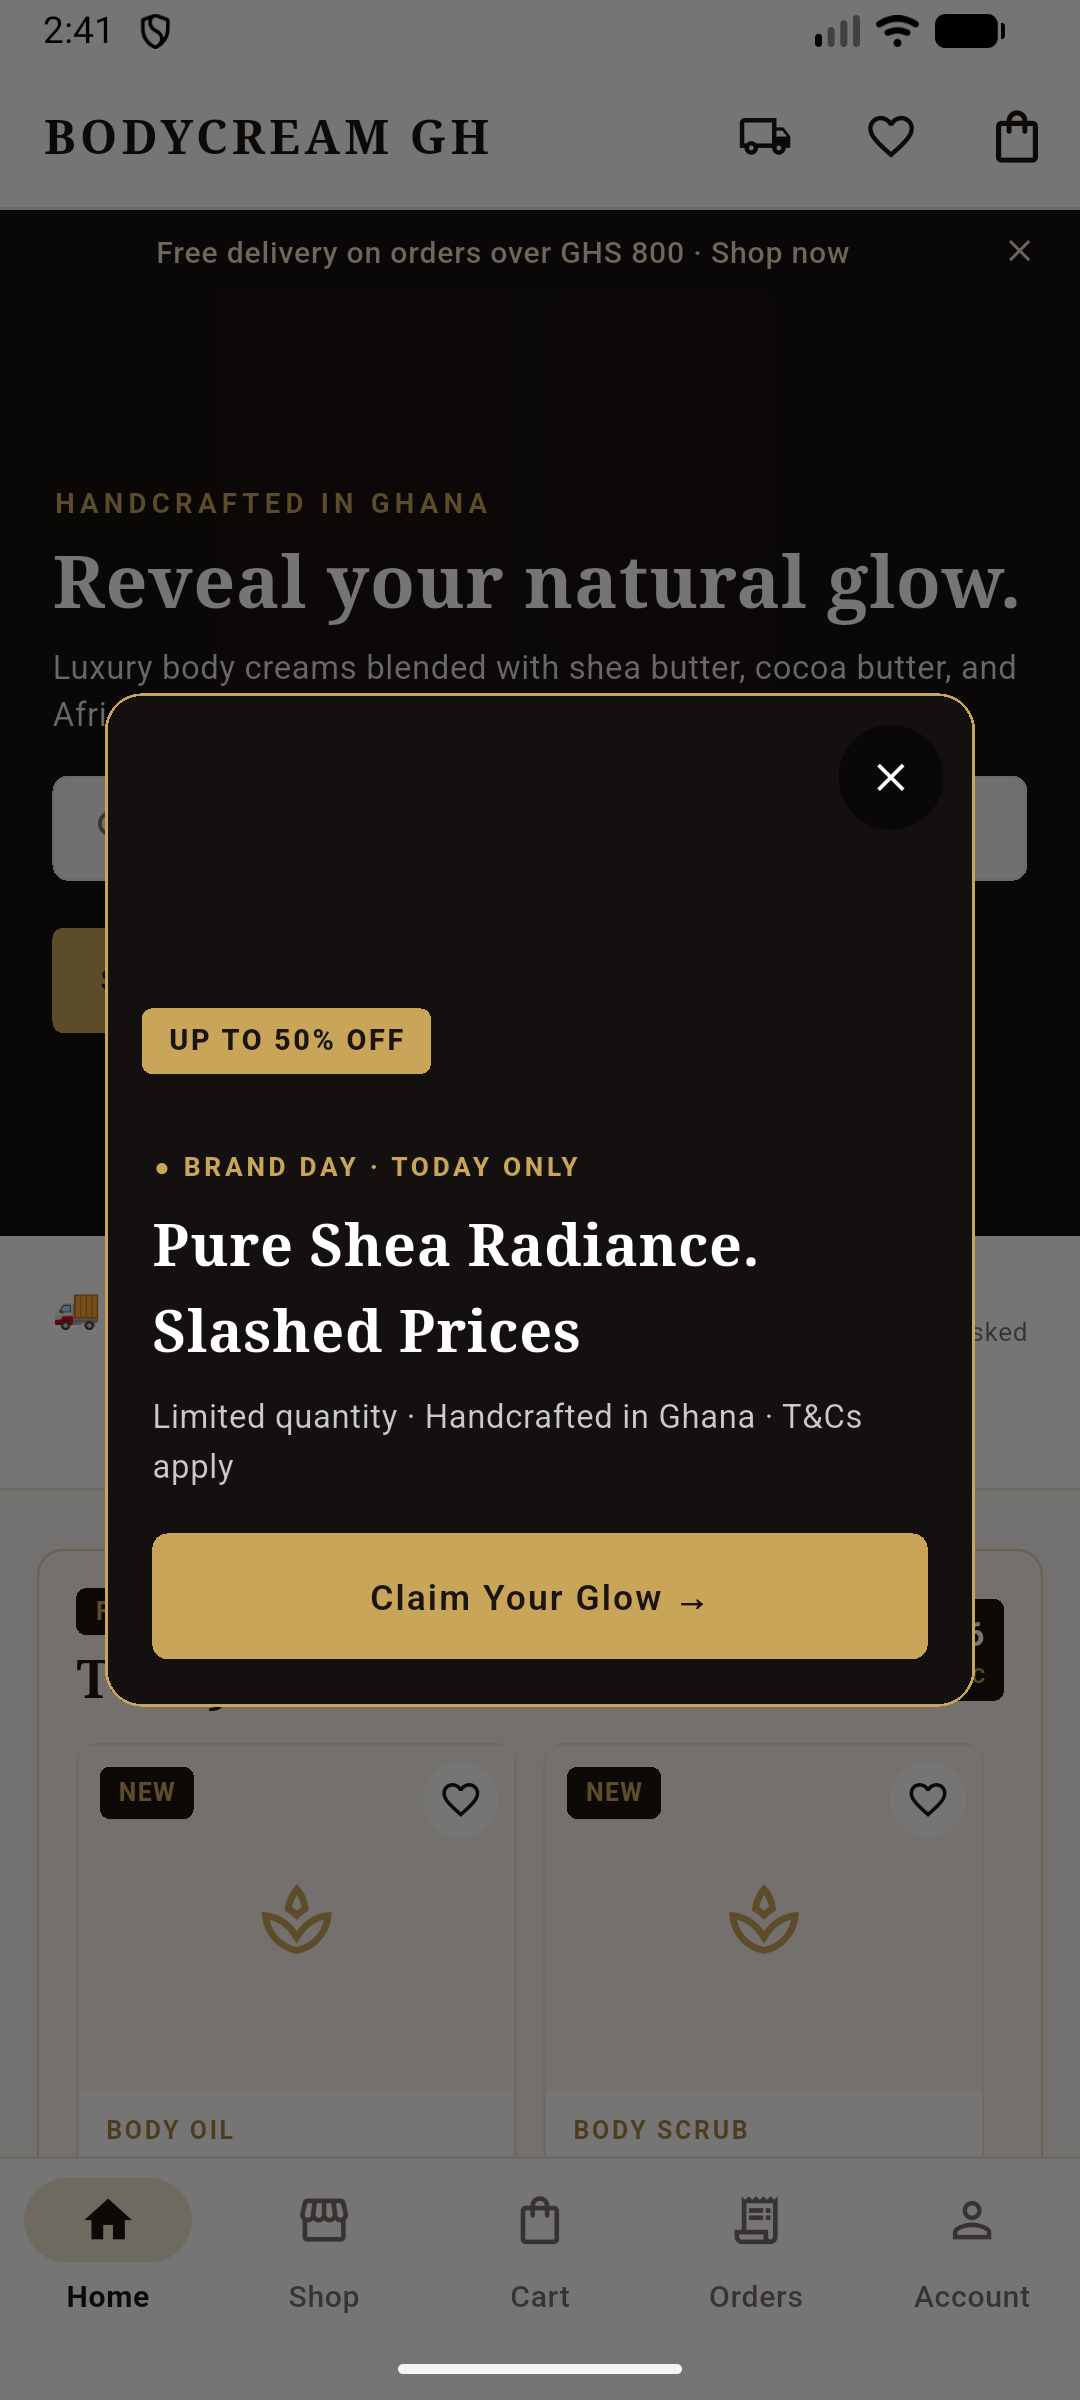 2:41
BODYCREAM GH
Free delivery on orders over GHS 800 · Shop now
HANDCRAFTED IN GHANA
Reveal your natural glow.
Luxury body creams blended with shea butter, cocoa butter, and
UP TO 50% OFF
• BRAND DAY · TODAY ONLY
Pure Shea Radiance.
Slashed Prices
Limited quantity · Handcrafted in Ghana · T&Cs
apply
Claim Your Glow →
NEW
NEW
BODY OIL
BODY SCRUB
Home
Shop
Cart
Orders
Account